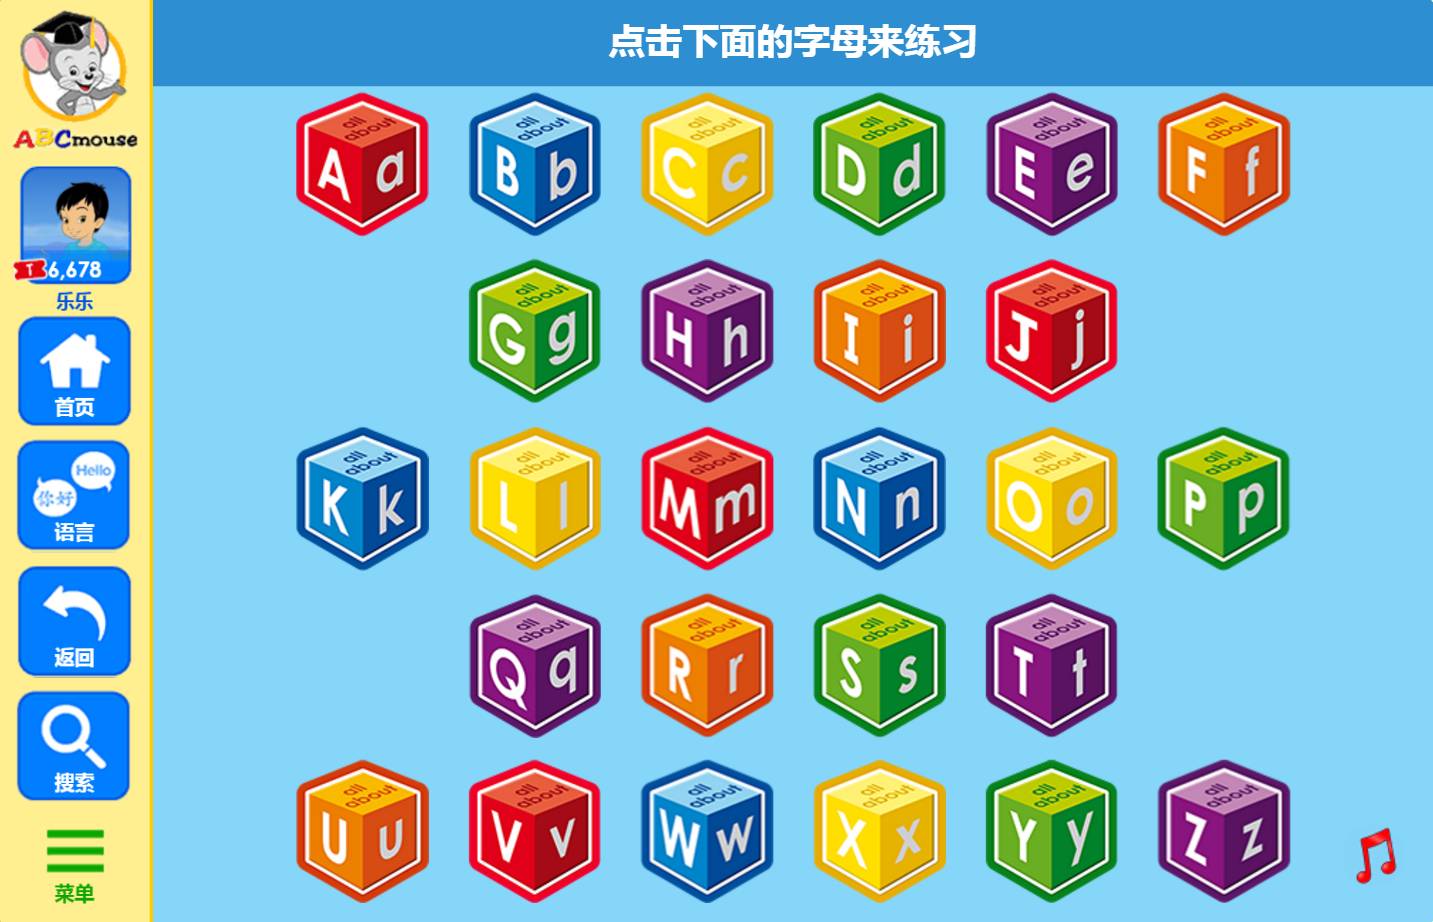 点击下面的字母来练习
ABCmouse
T 6,678
乐乐
首页
Hello
你好
语言
返回
搜索
菜单
all about Aa
all about Bb
all about Cc
all about Dd
all about Ee
all about Ff
all about Gg
all about Hh
all about Ii
all about Jj
all about Kk
all about Ll
all about Mm
all about Nn
all about Oo
all about Pp
all about Qq
all about Rr
all about Ss
all about Tt
all about Uu
all about Vv
all about Ww
all about Xx
all about Yy
all about Zz